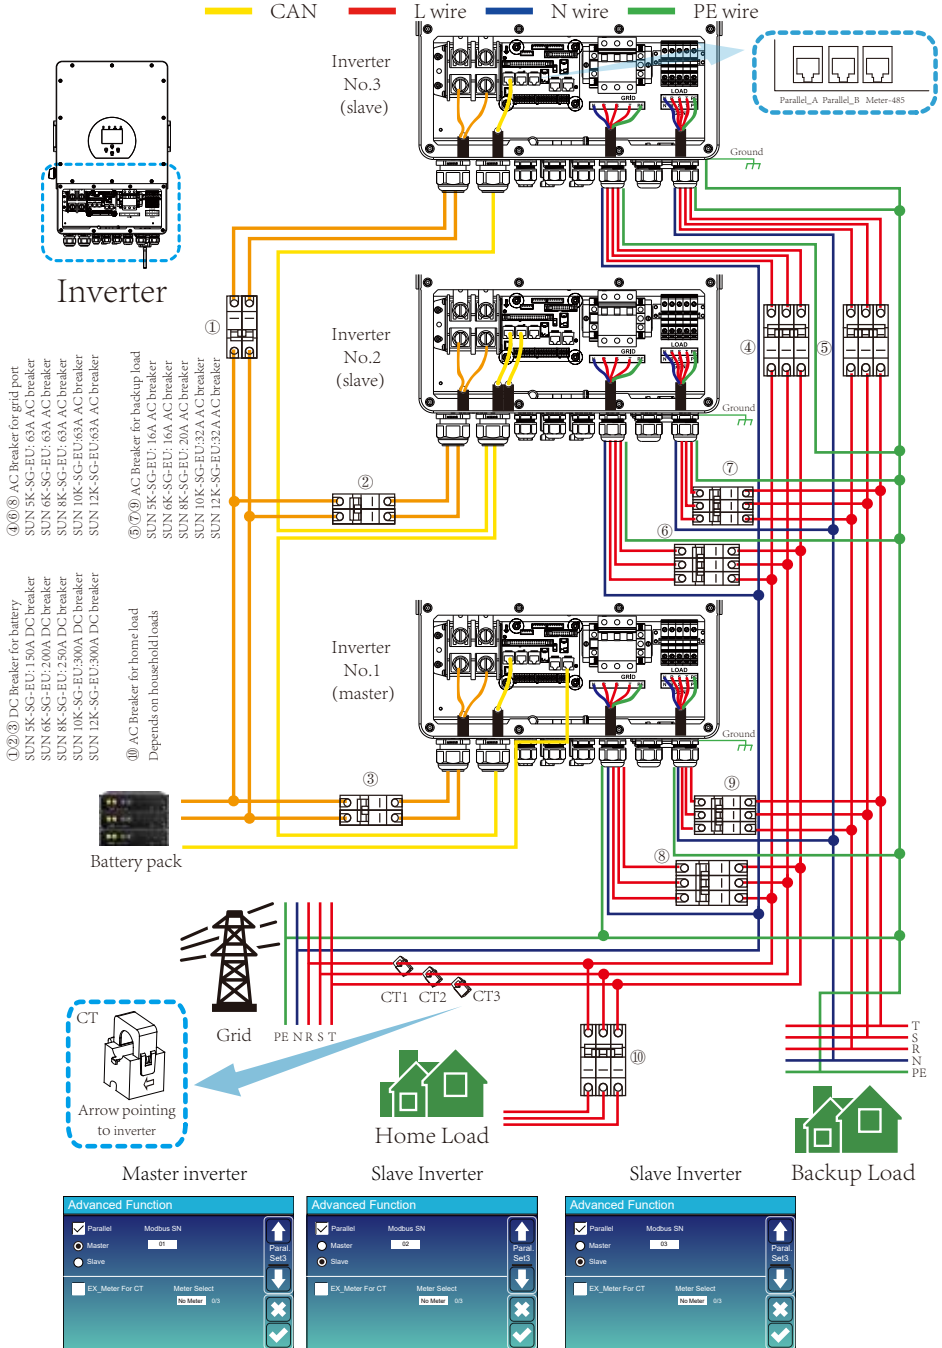 CAN
L wire
N wire
PE wire
Inverter
No.3
(slave)
GRID
LOAD
Parallel_A Parallel_B Meter-485
Ground
Inverter
①
Inverter
No.2
(slave)
GRID
LOAD
Ground
④
⑤
④⑥⑧ AC Breaker for grid port
SUN 5K-SG-EU: 63A AC breaker
SUN 6K-SG-EU: 63A AC breaker
SUN 8K-SG-EU: 63A AC breaker
SUN 10K-SG-EU:63A AC breaker
SUN 12K-SG-EU:63A AC breaker
⑤⑦⑨ AC Breaker for backup load
SUN 5K-SG-EU: 16A AC breaker
SUN 6K-SG-EU: 16A AC breaker
SUN 8K-SG-EU: 20A AC breaker
SUN 10K-SG-EU:32A AC breaker
SUN 12K-SG-EU:32A AC breaker
②
⑦
⑥
①②③ DC Breaker for battery
SUN 5K-SG-EU:150A DC breaker
SUN 6K-SG-EU:200A DC breaker
SUN 8K-SG-EU:250A DC breaker
SUN 10K-SG-EU:300A DC breaker
SUN 12K-SG-EU:300A DC breaker
⑩ AC Breaker for home load
Depends on household loads
Inverter
No.1
(master)
GRID
LOAD
Ground
③
⑨
⑧
Battery pack
CT1 CT2 CT3
Grid
PE N R S T
CT
Arrow pointing
to inverter
⑩
Home Load
T
S
R
N
PE
Backup Load
Master inverter
Advanced Function
Parallel
Modbus SN
Master
01
Slave
Paral.
Set3
EX_Meter For CT
Meter Select
No Meter 0/3
Slave Inverter
Advanced Function
Parallel
Modbus SN
Master
02
Slave
Paral.
Set3
EX_Meter For CT
Meter Select
No Meter 0/3
Slave Inverter
Advanced Function
Parallel
Modbus SN
Master
03
Slave
Paral.
Set3
EX_Meter For CT
Meter Select
No Meter 0/3